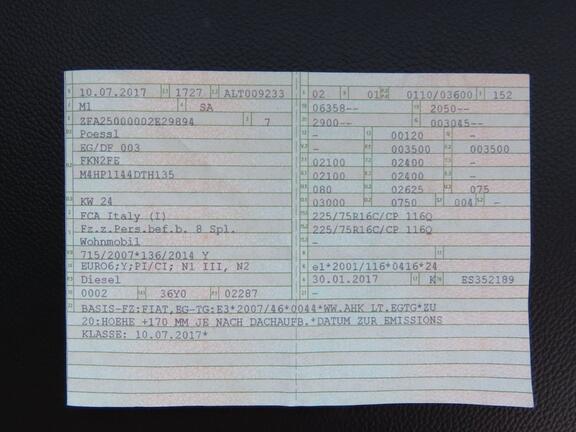 10.07.2017 1727 ALT009233
M1 SA
ZFA25000002E29894 7
Poessl
EG/DF 003
FKN2FE
M4HP1144DTH135
KW 24
FCA Italy (I)
Fz.z.Pers.bef.b. 8 Spl.
Wohnmobil
715/2007*136/2014 Y
EURO6;Y;PI/CI; N1 III, N2
Diesel
0002 36Y0 02287
02 01 0110/03600 152
06358-- 2050--
2900-- 003045--
- 00120 -
- 003500 003500
02100 02400 -
02100 02400 -
080 02625 075
03000 0750 004 -
225/75R16C/CP 116Q
225/75R16C/CP 116Q
-
-
e1*2001/116*0416*24
30.01.2017 K ES352189
-
BASIS-FZ:FIAT,EG-TG:E3*2007/46*0044*WW.AHK LT.EGTG*ZU
20:HOEHE +170 MM JE NACH DACHAUFB.*DATUM ZUR EMISSIONS
KLASSE: 10.07.2017*